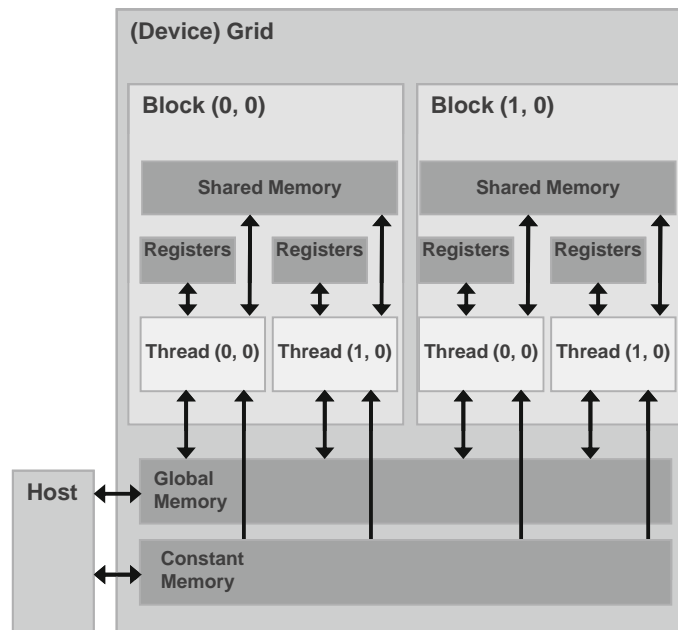 (Device) Grid
Block (0, 0)
Block (1, 0)
Shared Memory
Shared Memory
Registers
Registers
Registers
Registers
Thread (0, 0)
Thread (1, 0)
Thread (0, 0)
Thread (1, 0)
Host
Global
Memory
Constant
Memory